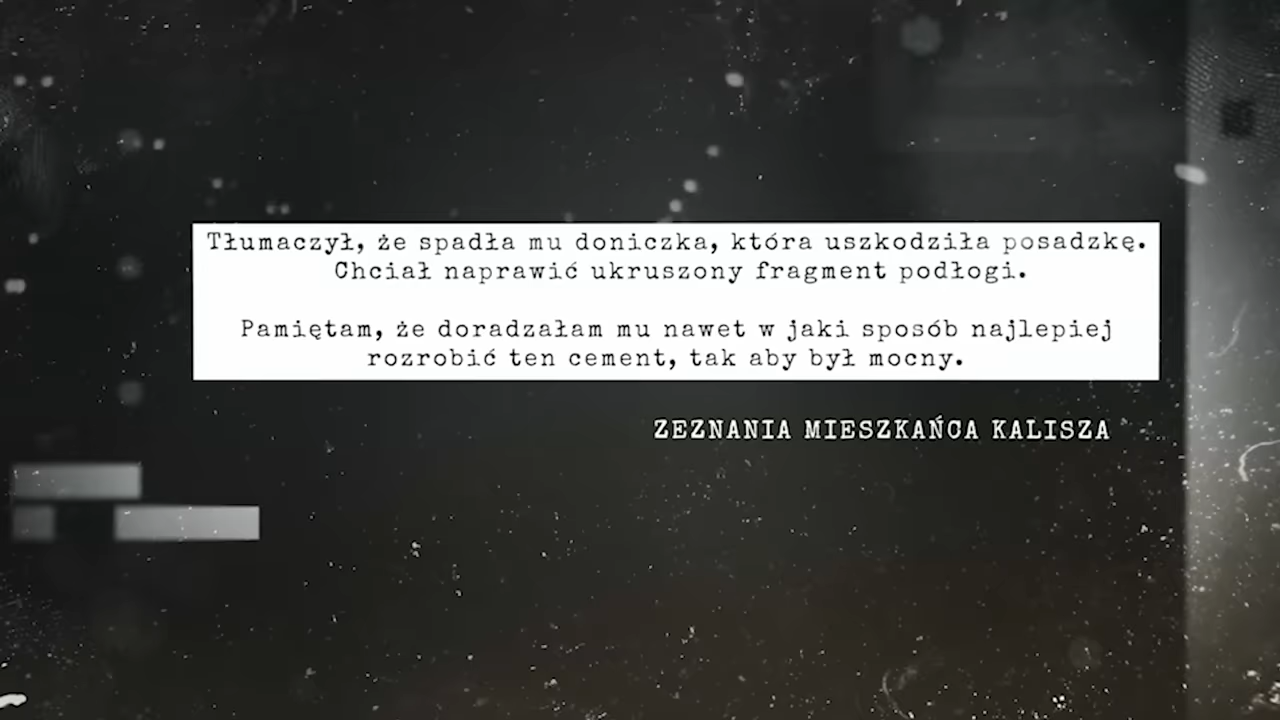 Tłumaczył, że spadła mu doniczka, która uszkodziła posadzkę.
Chciał naprawić ukruszony fragment podłogi.
Pamiętam, że doradzałam mu nawet w jaki sposób najlepiej
rozrobić ten cement, tak aby był mocny.
ZEZNANIA MIESZKAŃCA KALISZA